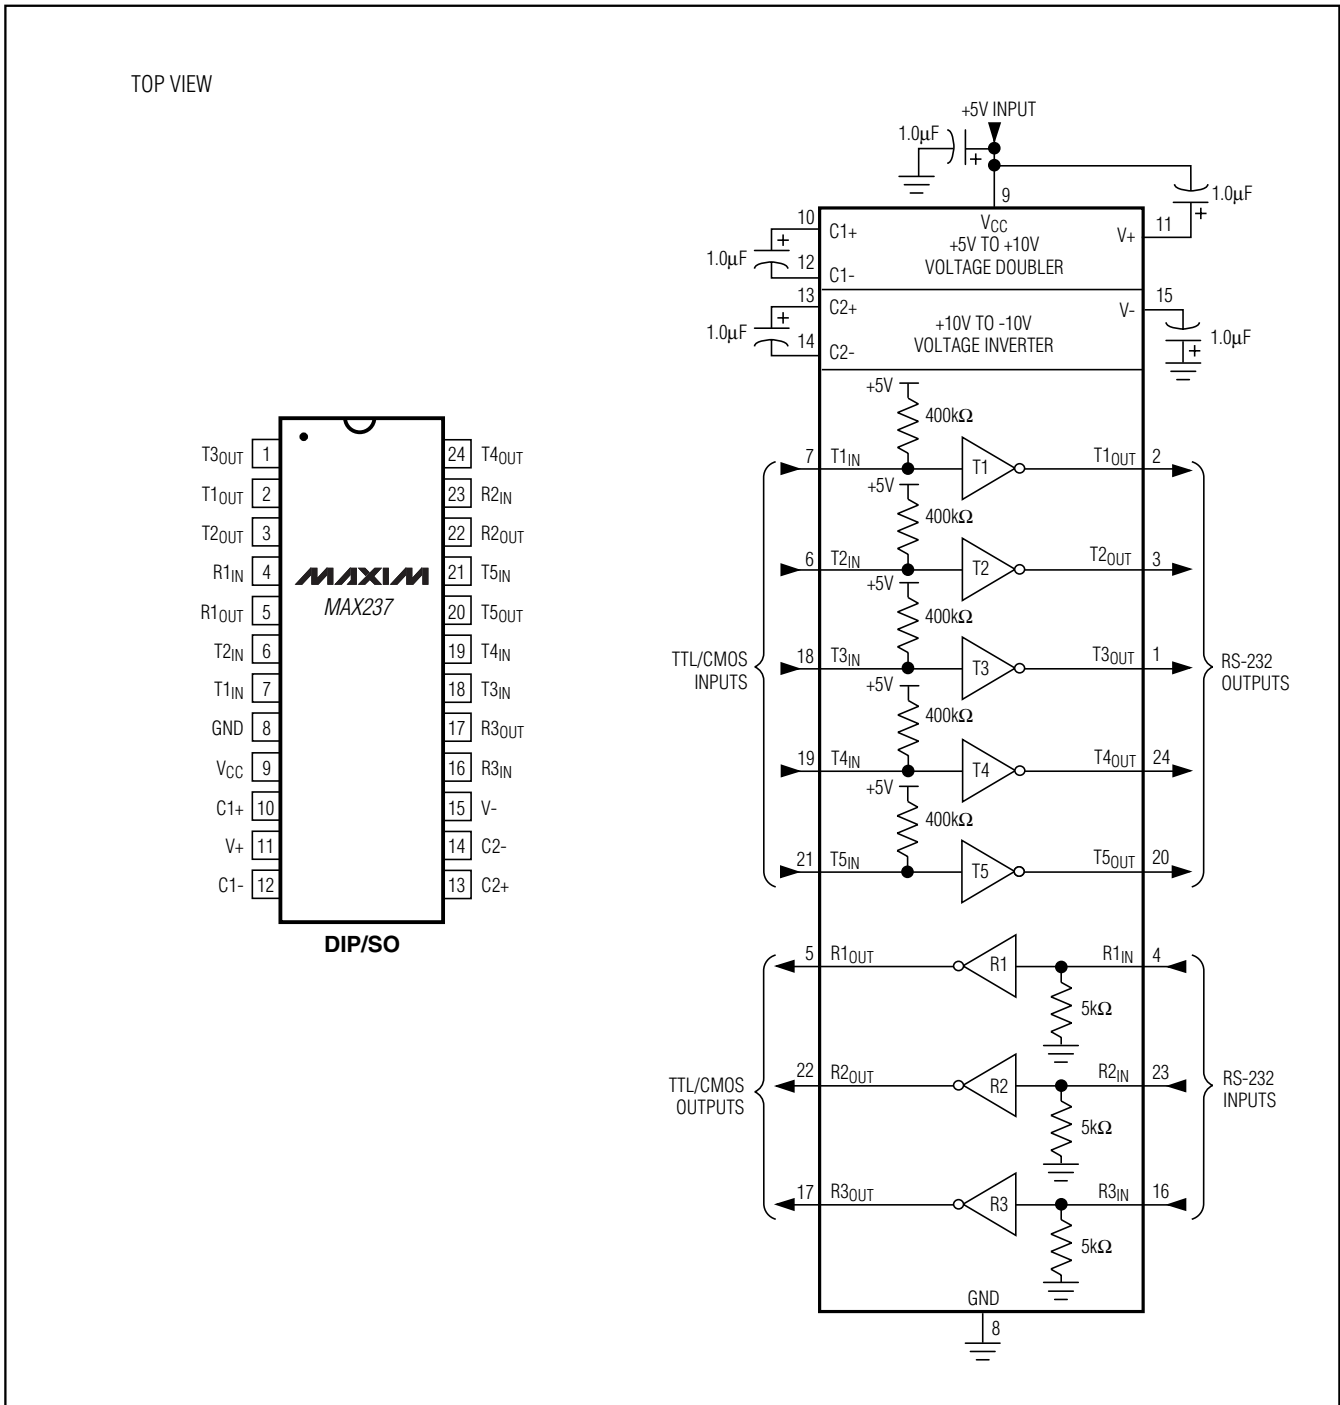 TOP VIEW
T3OUT 1
T1OUT 2
T2OUT 3
R1IN 4
R1OUT 5
T2IN 6
T1IN 7
GND 8
VCC 9
C1+ 10
V+ 11
C1- 12
24 T4OUT
23 R2IN
22 R2OUT
21 T5IN
20 T5OUT
19 T4IN
18 T3IN
17 R3OUT
16 R3IN
15 V-
14 C2-
13 C2+
MAXIM
MAX237
DIP/SO
+5V INPUT
1.0µF
+
9
1.0µF
+
11
V+
10
C1+
+
1.0µF
12
C1-
VCC
+5V TO +10V
VOLTAGE DOUBLER
13
C2+
+
1.0µF
14
C2-
+10V TO -10V
VOLTAGE INVERTER
V-
15
1.0µF
+
+5V
400kΩ
7 T1IN T1 T1OUT 2
+5V
400kΩ
6 T2IN T2 T2OUT 3
+5V
400kΩ
18 T3IN T3 T3OUT 1
+5V
400kΩ
19 T4IN T4 T4OUT 24
+5V
400kΩ
21 T5IN T5 T5OUT 20
TTL/CMOS
INPUTS
RS-232
OUTPUTS
5 R1OUT R1 R1IN 4
5kΩ
22 R2OUT R2 R2IN 23
5kΩ
17 R3OUT R3 R3IN 16
5kΩ
TTL/CMOS
OUTPUTS
RS-232
INPUTS
GND
8